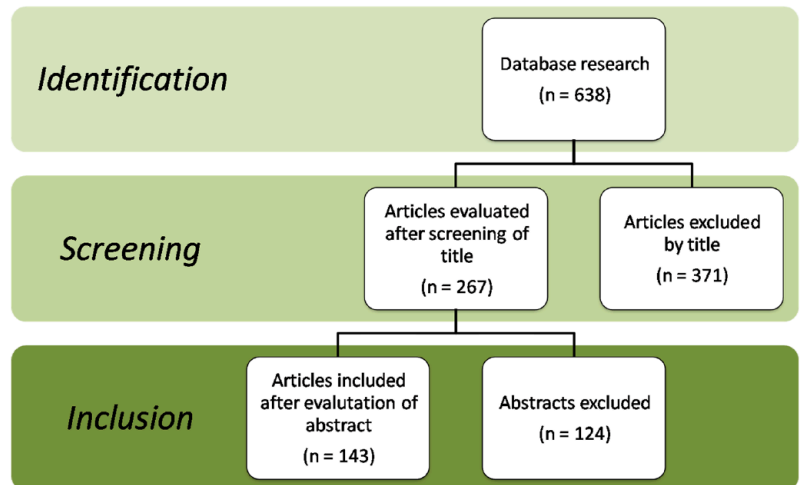 Identification
Database research
(n = 638)
Screening
Articles evaluated
after screening of
title
(n = 267)
Articles excluded
by title
(n = 371)
Inclusion
Articles included
after evalutation of
abstract
(n = 143)
Abstracts excluded
(n = 124)